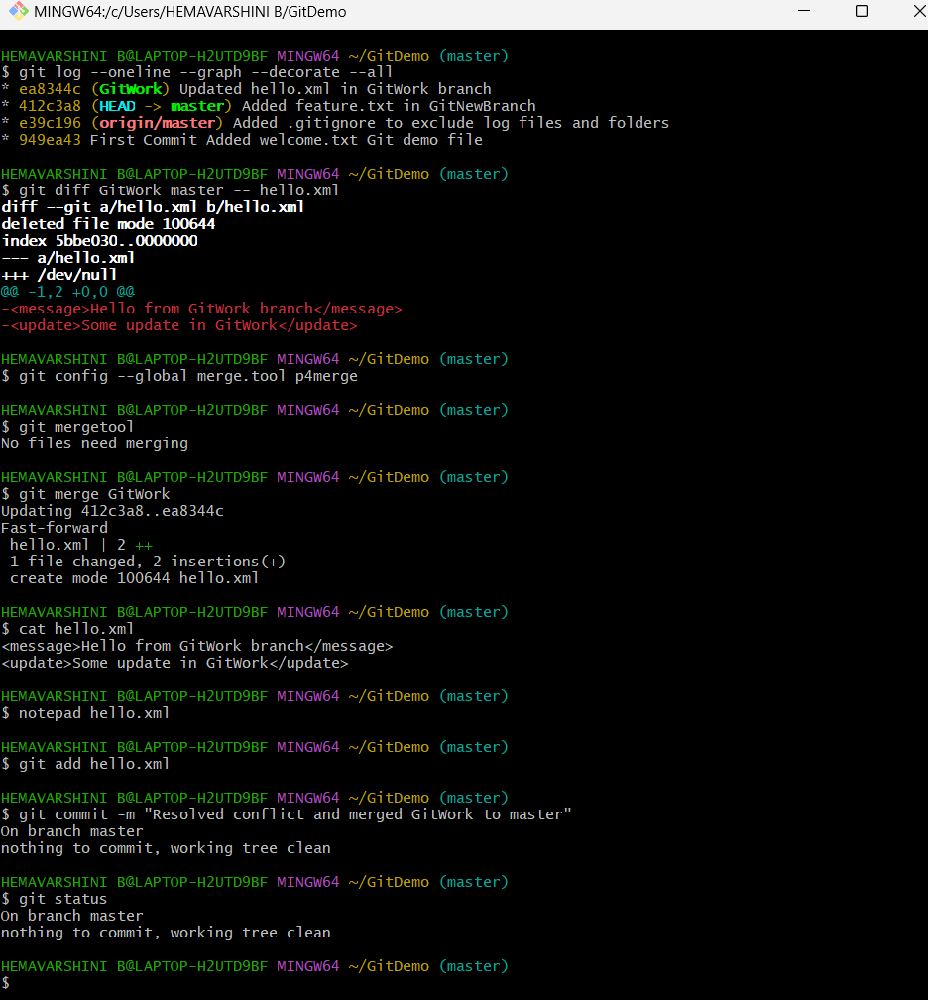 MINGW64:/c/Users/HEMAVARSHINI B/GitDemo
HEMAVARSHINI B@LAPTOP-H2UTD9BF MINGW64 ~/GitDemo (master)
$ git log --oneline --graph --decorate --all
* ea8344c (GitWork) Updated hello.xml in GitWork branch
* 412c3a8 (HEAD -> master) Added feature.txt in GitNewBranch
* e39c196 (origin/master) Added .gitignore to exclude log files and folders
* 949ea43 First Commit Added welcome.txt Git demo file
HEMAVARSHINI B@LAPTOP-H2UTD9BF MINGW64 ~/GitDemo (master)
$ git diff GitWork master -- hello.xml
diff --git a/hello.xml b/hello.xml
deleted file mode 100644
index 5bbe030..0000000
--- a/hello.xml
+++ /dev/null
@@ -1,2 +0,0 @@
-<message>Hello from GitWork branch</message>
-<update>Some update in GitWork</update>
HEMAVARSHINI B@LAPTOP-H2UTD9BF MINGW64 ~/GitDemo (master)
$ git config --global merge.tool p4merge
HEMAVARSHINI B@LAPTOP-H2UTD9BF MINGW64 ~/GitDemo (master)
$ git mergetool
No files need merging
HEMAVARSHINI B@LAPTOP-H2UTD9BF MINGW64 ~/GitDemo (master)
$ git merge GitWork
Updating 412c3a8..ea8344c
Fast-forward
 hello.xml | 2 ++
 1 file changed, 2 insertions(+)
 create mode 100644 hello.xml
HEMAVARSHINI B@LAPTOP-H2UTD9BF MINGW64 ~/GitDemo (master)
$ cat hello.xml
<message>Hello from GitWork branch</message>
<update>Some update in GitWork</update>
HEMAVARSHINI B@LAPTOP-H2UTD9BF MINGW64 ~/GitDemo (master)
$ notepad hello.xml
HEMAVARSHINI B@LAPTOP-H2UTD9BF MINGW64 ~/GitDemo (master)
$ git add hello.xml
HEMAVARSHINI B@LAPTOP-H2UTD9BF MINGW64 ~/GitDemo (master)
$ git commit -m "Resolved conflict and merged GitWork to master"
On branch master
nothing to commit, working tree clean
HEMAVARSHINI B@LAPTOP-H2UTD9BF MINGW64 ~/GitDemo (master)
$ git status
On branch master
nothing to commit, working tree clean
HEMAVARSHINI B@LAPTOP-H2UTD9BF MINGW64 ~/GitDemo (master)
$